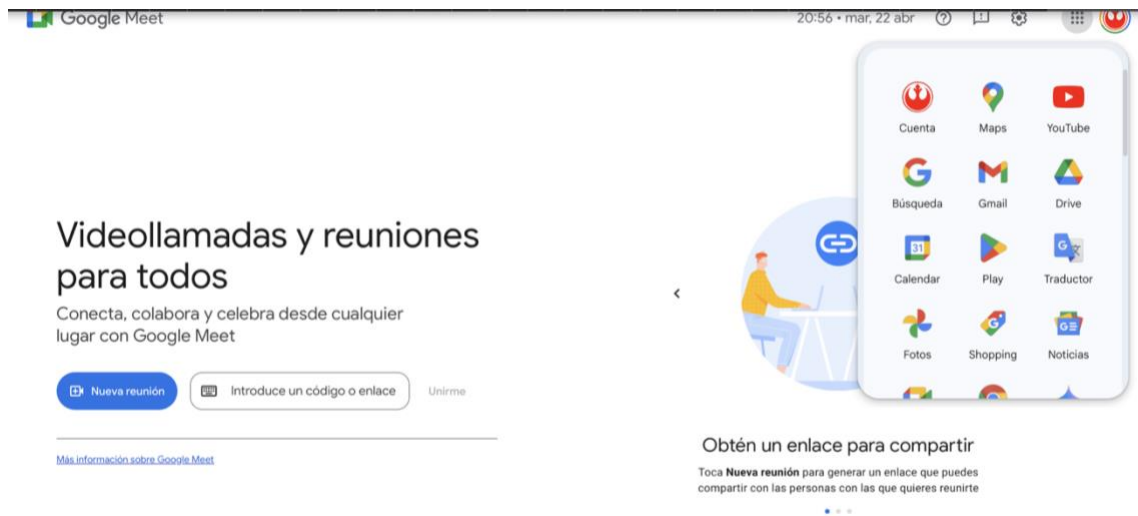 Google Meet
20:56 • mar, 22 abr
Cuenta Maps YouTube
Búsqueda Gmail Drive
31
G
Calendar Play Traductor
G
G
Fotos Shopping Noticias
Videollamadas y reuniones
para todos
Conecta, colabora y celebra desde cualquier
lugar con Google Meet
Nueva reunión Introduce un código o enlace Unirme
Más información sobre Google Meet
Obtén un enlace para compartir
Toca Nueva reunión para generar un enlace que puedes
compartir con las personas con las que quieres reunirte